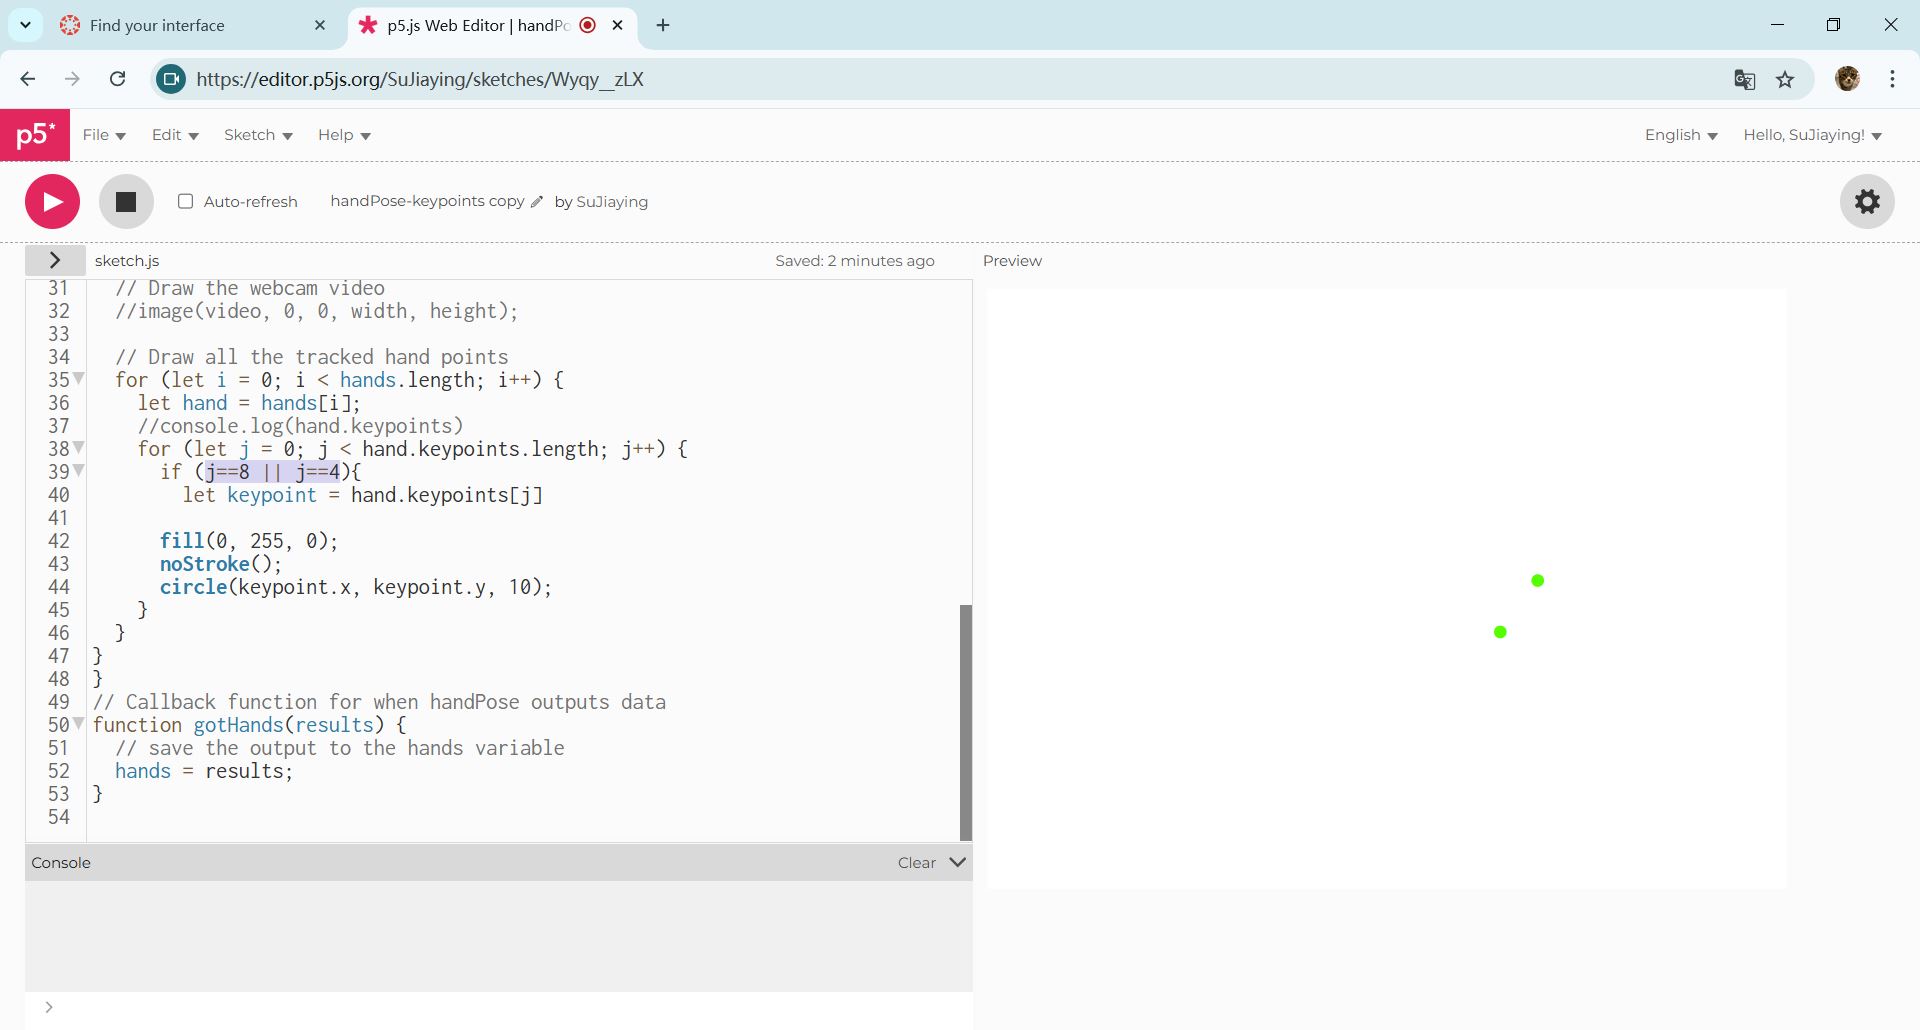 Find your interface
p5.js Web Editor | handPo
https://editor.p5js.org/SuJiaying/sketches/Wyqy__zLX
p5*
File Edit Sketch Help English Hello, SuJiaying!
Auto-refresh handPose-keypoints copy by SuJiaying
sketch.js Saved: 2 minutes ago Preview
31 // Draw the webcam video
32 //image(video, 0, 0, width, height);
33
34 // Draw all the tracked hand points
35 for (let i = 0; i < hands.length; i++) {
36 let hand = hands[i];
37 //console.log(hand.keypoints)
38 for (let j = 0; j < hand.keypoints.length; j++) {
39 if (j==8 || j==4){
40 let keypoint = hand.keypoints[j]
41
42 fill(0, 255, 0);
43 noStroke();
44 circle(keypoint.x, keypoint.y, 10);
45 }
46 }
47 }
48 }
49 // Callback function for when handPose outputs data
50 function gotHands(results) {
51 // save the output to the hands variable
52 hands = results;
53 }
54
Console Clear
>